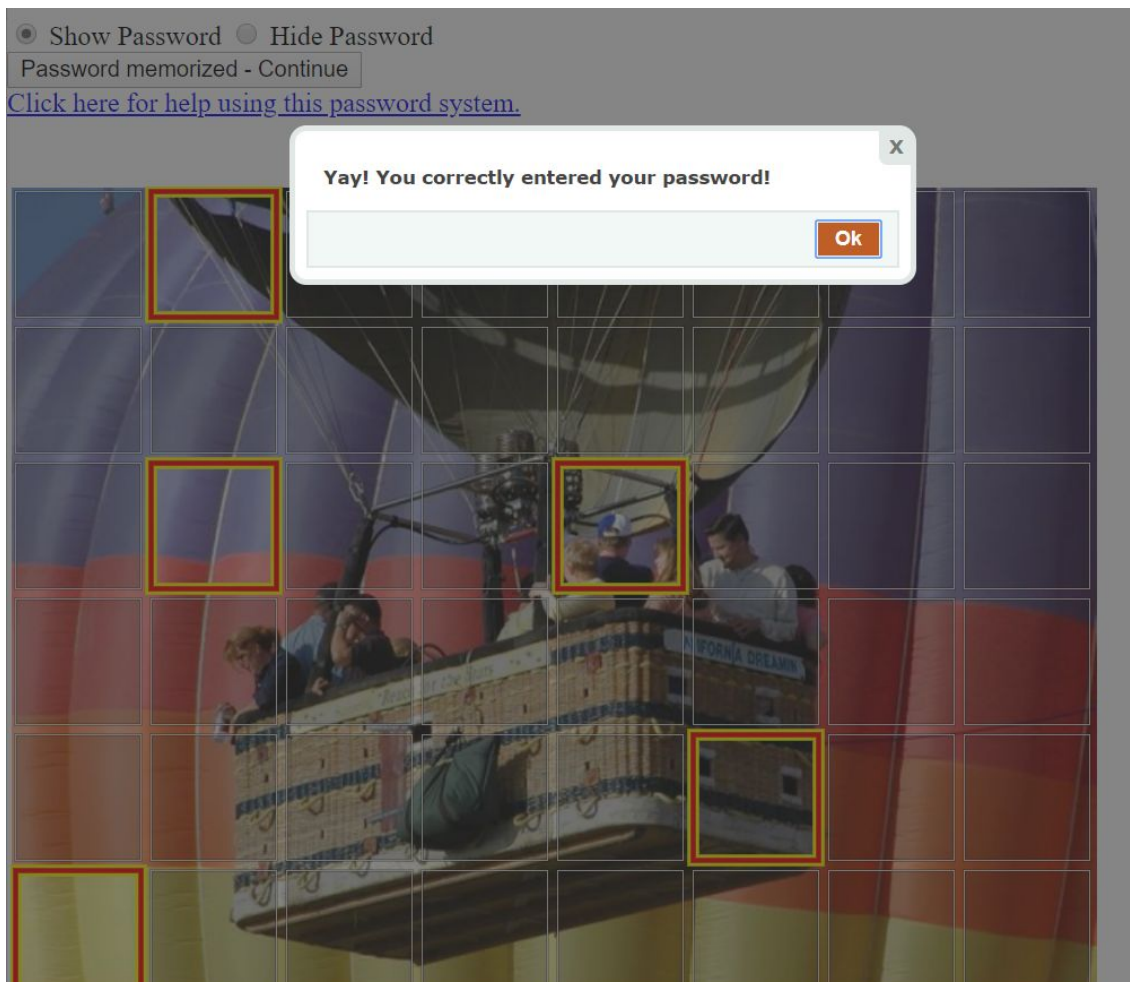 Show Password Hide Password
Password memorized - Continue
Click here for help using this password system.
X
Yay! You correctly entered your password!
Ok
DREAMIN